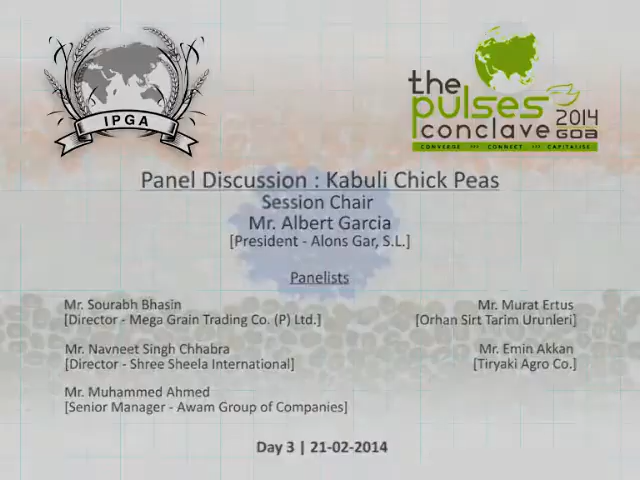 IPGA
the
pulses
conclave
2014
GOA
CONVERGE CONNECT CAPITALISE
Panel Discussion : Kabuli Chick Peas
Session Chair
Mr. Albert Garcia
[President - Alons Gar, S.L.]
Panelists
Mr. Sourabh Bhasin
[Director - Mega Grain Trading Co. (P) Ltd.]
Mr. Murat Ertus
[Orhan Sirt Tarim Urunleri]
Mr. Navneet Singh Chhabra
[Director - Shree Sheela International]
Mr. Emin Akkan
[Tiryaki Agro Co.]
Mr. Muhammed Ahmed
[Senior Manager - Awam Group of Companies]
Day 3 | 21-02-2014